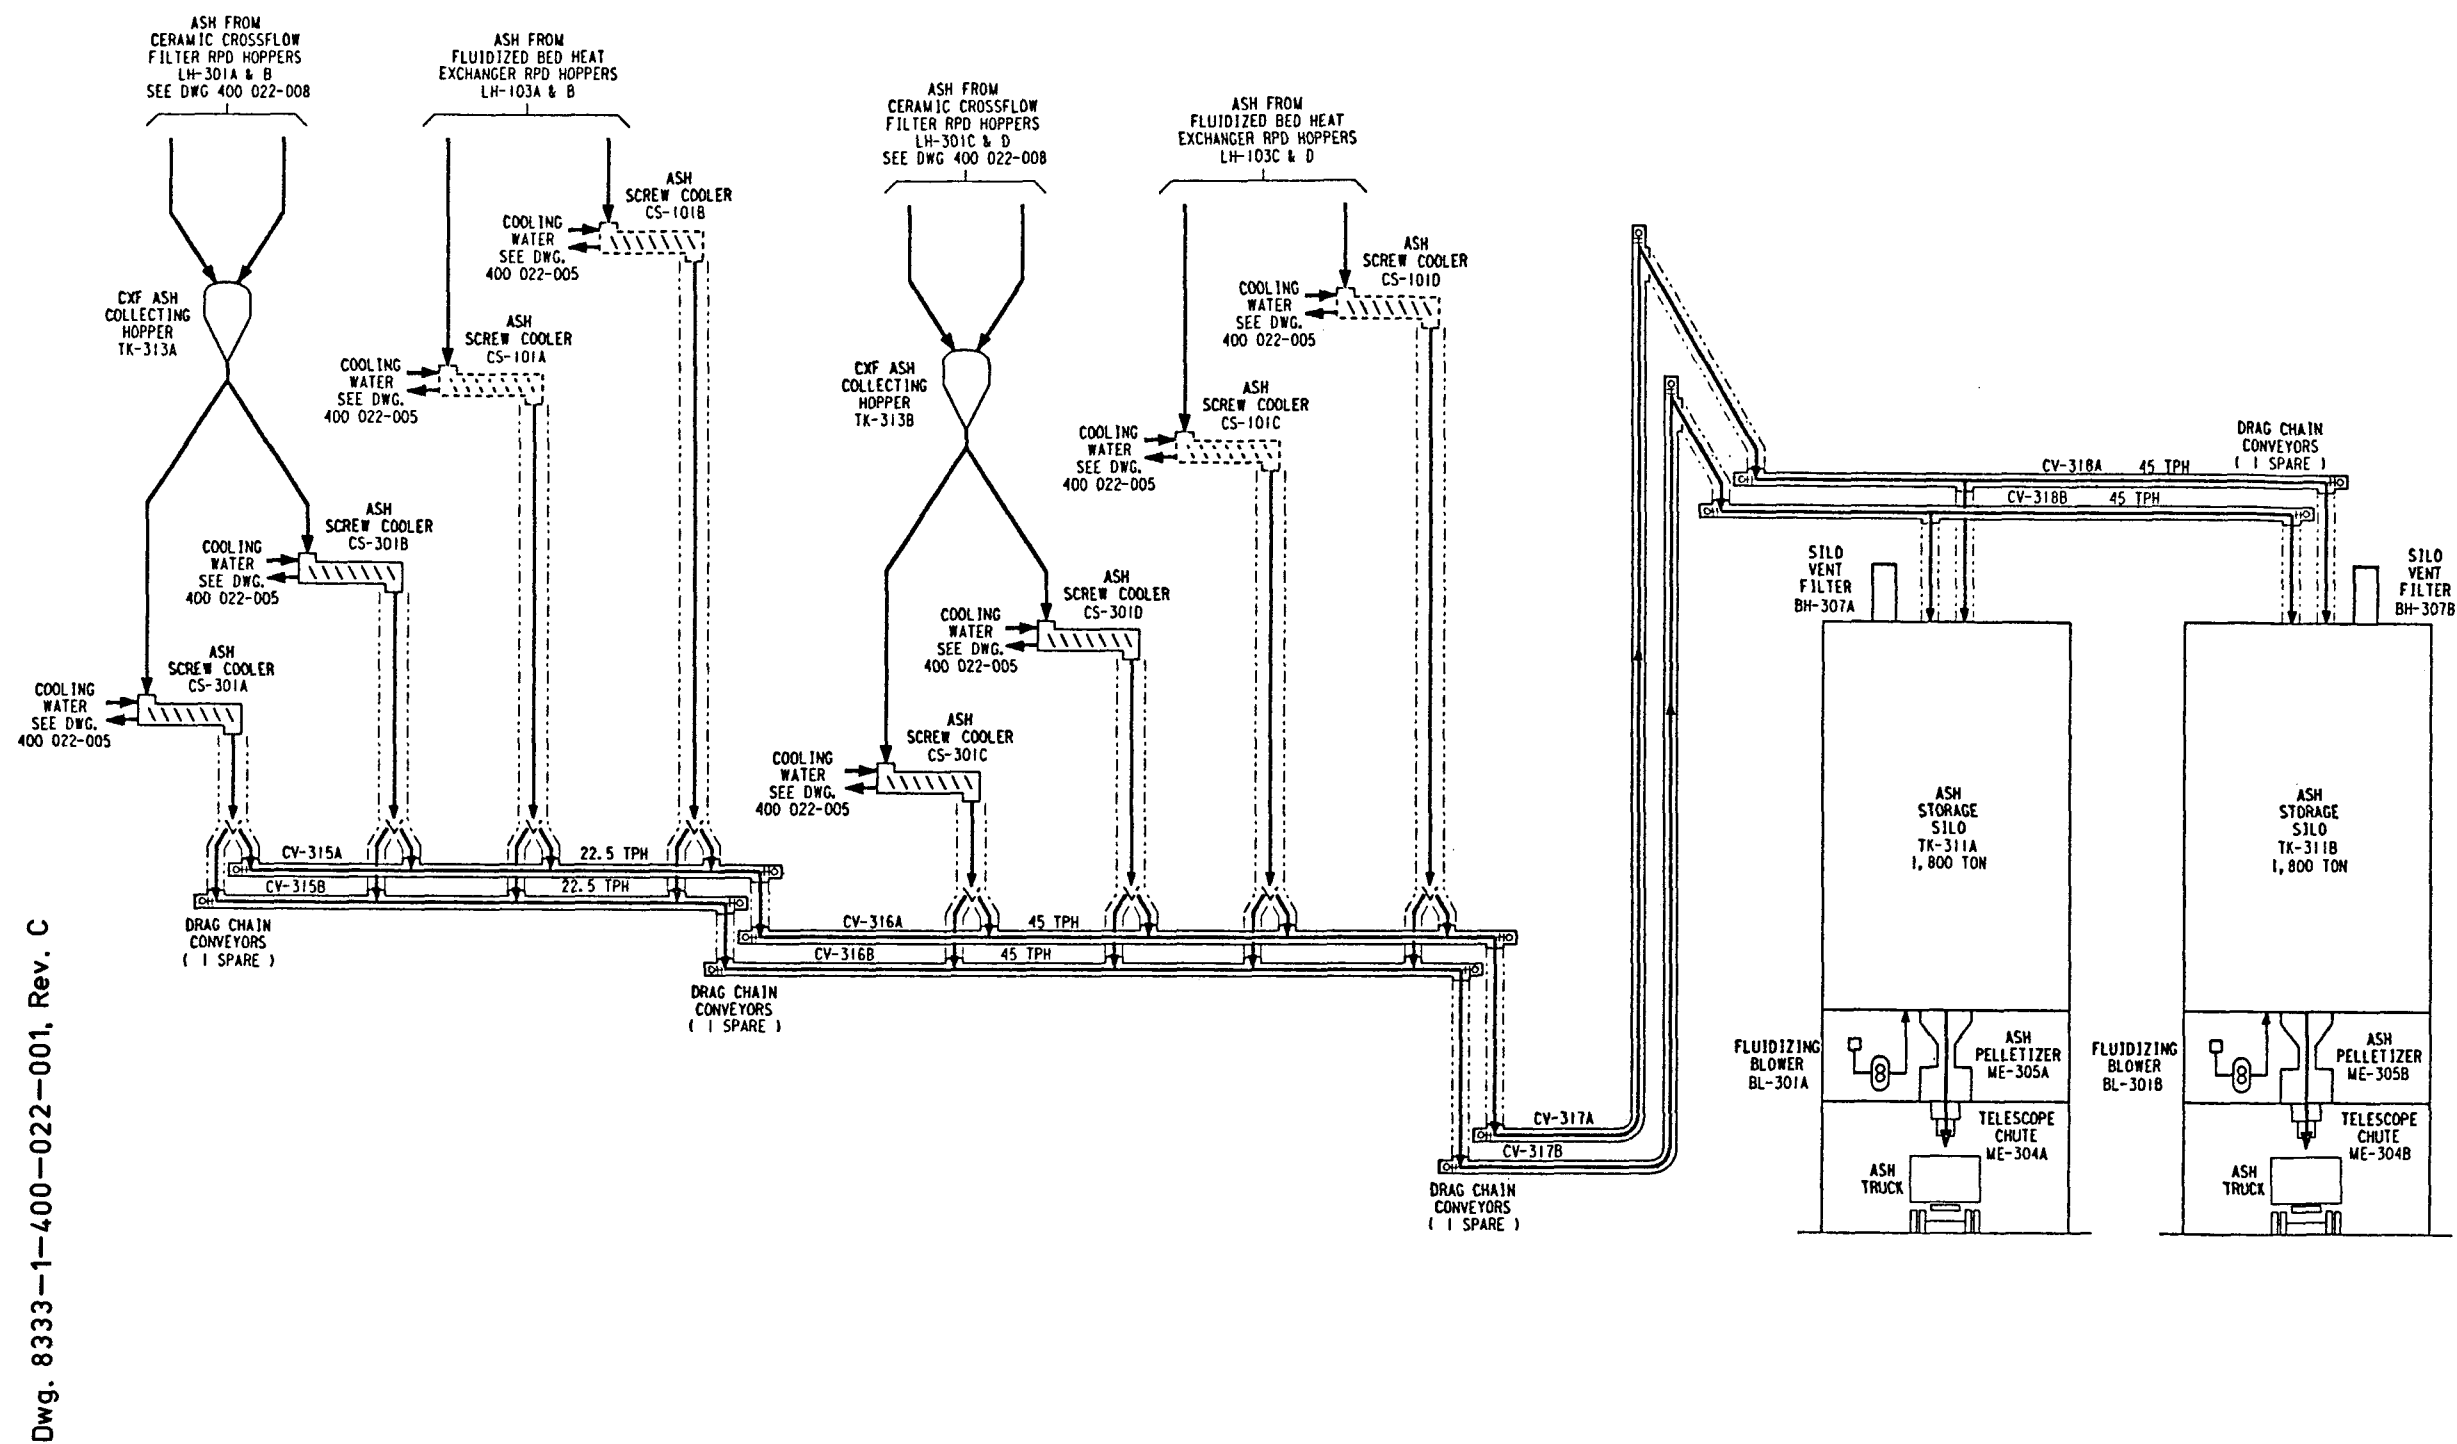 ASH FROM
CERAMIC CROSSFLOW
FILTER RPD HOPPERS
LH-301A & B
SEE DWG 400 022-008
ASH FROM
FLUIDIZED BED HEAT
EXCHANGER RPD HOPPERS
LH-103A & B
ASH FROM
CERAMIC CROSSFLOW
FILTER RPD HOPPERS
LH-301C & D
SEE DWG 400 022-008
ASH FROM
FLUIDIZED BED HEAT
EXCHANGER RPD HOPPERS
LH-103C & D
ASH
SCREW COOLER
CS-101B
COOLING
WATER
SEE DWG.
400 022-005
ASH
SCREW COOLER
CS-101D
COOLING
WATER
SEE DWG.
400 022-005
CXF ASH
COLLECTING
HOPPER
TK-313A
ASH
SCREW COOLER
CS-101A
COOLING
WATER
SEE DWG.
400 022-005
CXF ASH
COLLECTING
HOPPER
TK-313B
ASH
SCREW COOLER
CS-101C
COOLING
WATER
SEE DWG.
400 022-005
ASH
SCREW COOLER
CS-301B
COOLING
WATER
SEE DWG.
400 022-005
ASH
SCREW COOLER
CS-301D
COOLING
WATER
SEE DWG.
400 022-005
ASH
SCREW COOLER
CS-301A
COOLING
WATER
SEE DWG.
400 022-005
ASH
SCREW COOLER
CS-301C
COOLING
WATER
SEE DWG.
400 022-005
DRAG CHAIN
CONVEYORS
( 1 SPARE )
CV-318A 45 TPH
CV-318B 45 TPH
SILO
VENT
FILTER
BH-307A
SILO
VENT
FILTER
BH-307B
CV-315A 22.5 TPH
CV-315B 22.5 TPH
DRAG CHAIN
CONVEYORS
( 1 SPARE )
CV-316A 45 TPH
CV-316B 45 TPH
DRAG CHAIN
CONVEYORS
( 1 SPARE )
CV-317A
CV-317B
DRAG CHAIN
CONVEYORS
( 1 SPARE )
ASH
STORAGE
SILO
TK-311A
1,800 TON
ASH
STORAGE
SILO
TK-311B
1,800 TON
FLUIDIZING
BLOWER
BL-301A
ASH
PELLETIZER
ME-305A
FLUIDIZING
BLOWER
BL-301B
ASH
PELLETIZER
ME-305B
TELESCOPE
CHUTE
ME-304A
TELESCOPE
CHUTE
ME-304B
ASH
TRUCK
ASH
TRUCK
Dwg. 8333-1-400-022-001, Rev. C